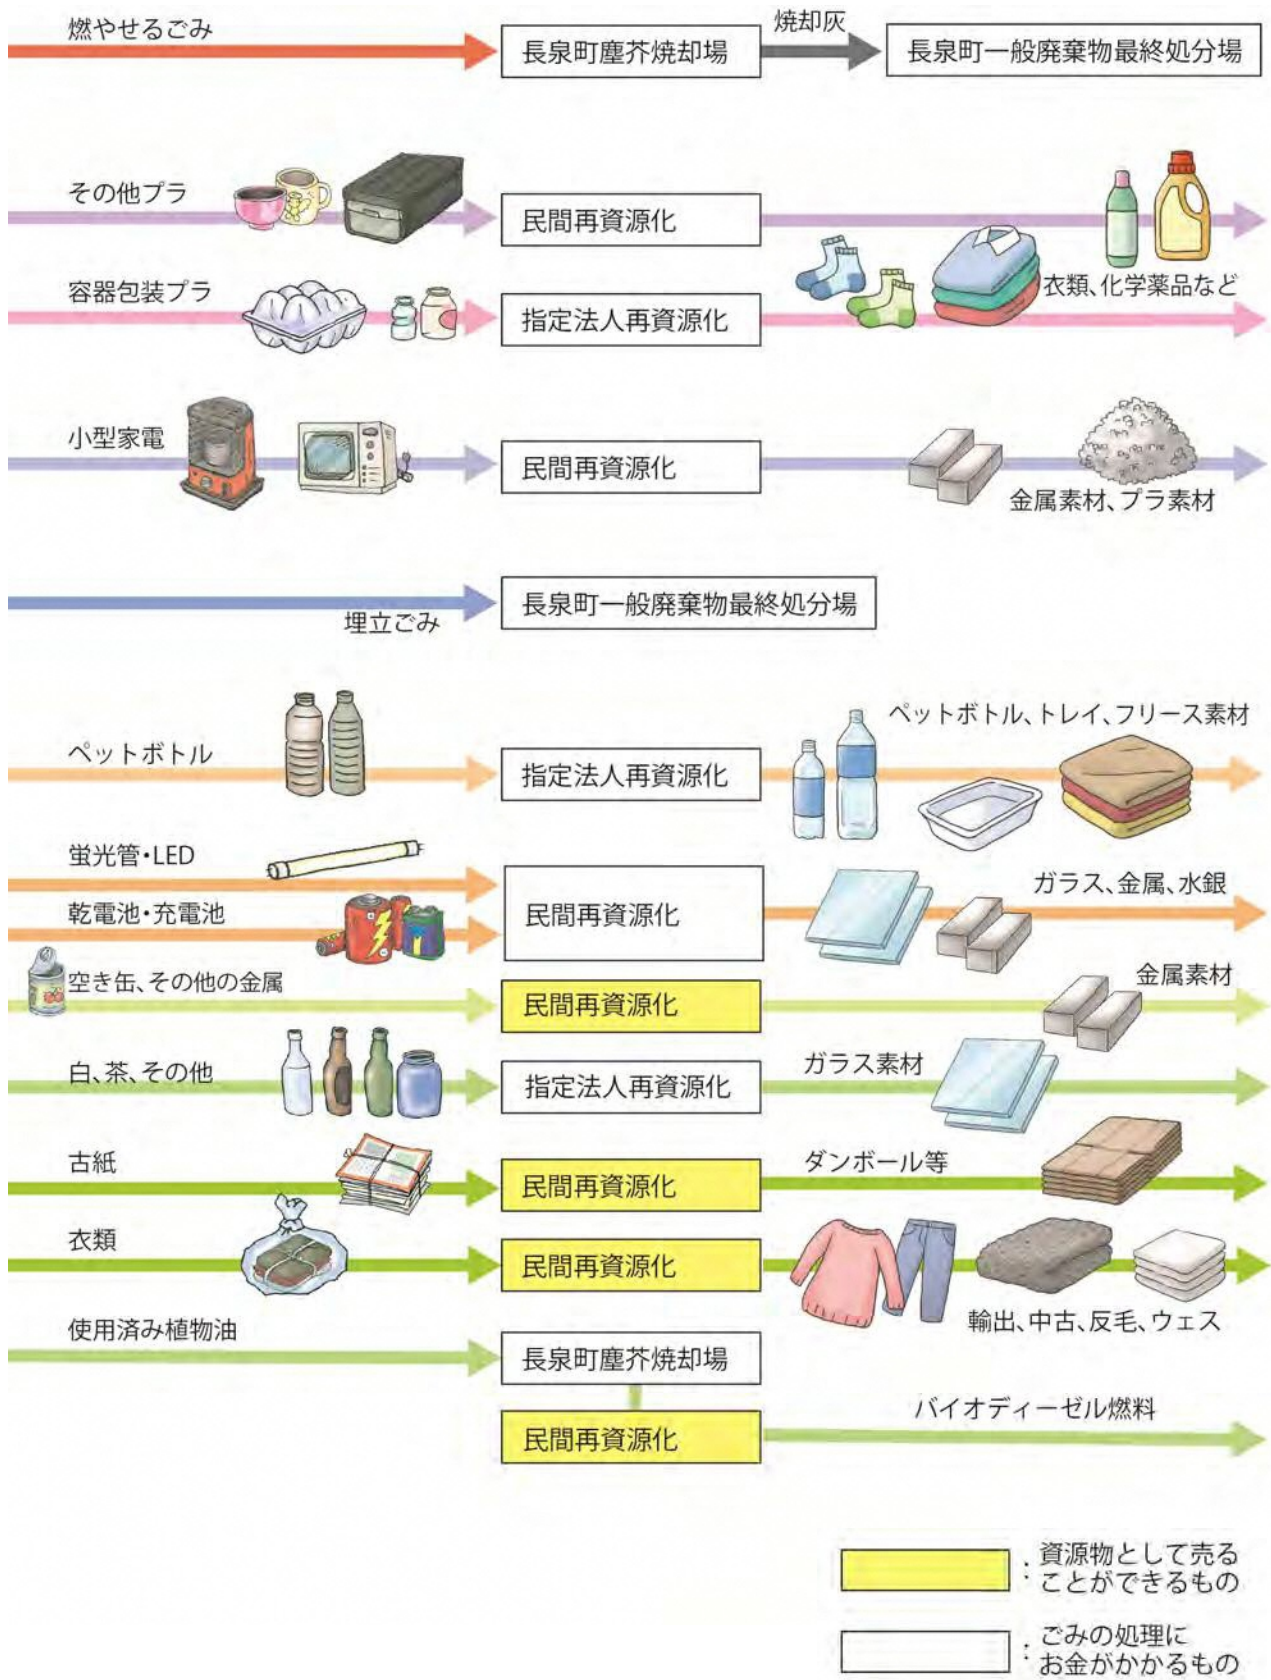 燃やせるごみ
長泉町塵芥焼却場
焼却灰
長泉町一般廃棄物最終処分場
その他プラ
民間再資源化
容器包装プラ
指定法人再資源化
衣類、化学薬品など
小型家電
民間再資源化
金属素材、プラ素材
埋立ごみ
長泉町一般廃棄物最終処分場
ペットボトル
指定法人再資源化
ペットボトル、トレイ、フリース素材
蛍光管・LED
乾電池・充電池
民間再資源化
ガラス、金属、水銀
空き缶、その他の金属
民間再資源化
金属素材
白、茶、その他
指定法人再資源化
ガラス素材
古紙
民間再資源化
ダンボール等
衣類
民間再資源化
輸出、中古、反毛、ウェス
使用済み植物油
長泉町塵芥焼却場
民間再資源化
バイオディーゼル燃料
：資源物として売る
ことができるもの
：ごみの処理に
お金がかかるもの